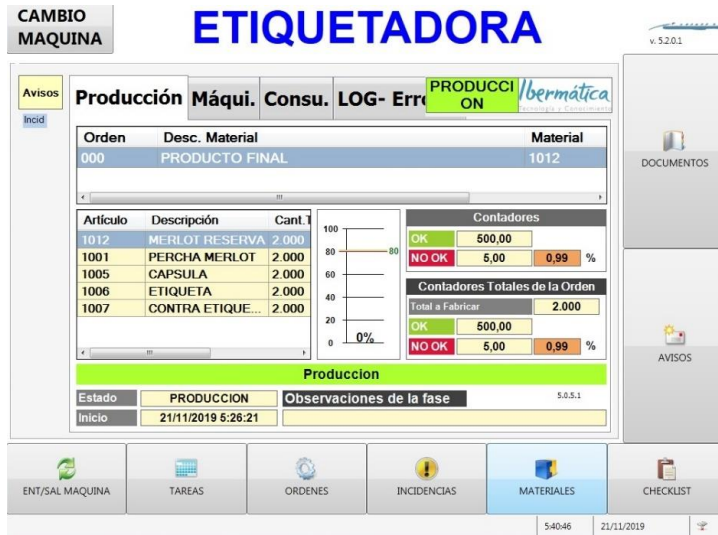 CAMBIO
MAQUINA
ETIQUETADORA
v. 5.2.0.1
Avisos
Incid
Producción Máqui. Consu. LOG- Erro
PRODUCCI
ON
Ibermática
Tecnología y Conocimiento
Orden Desc. Material Material
000 PRODUCTO FINAL 1012
Artículo Descripción Cant.T
1012 MERLOT RESERVA 2.000
1001 PERCHA MERLOT 2.000
1005 CAPSULA 2.000
1006 ETIQUETA 2.000
1007 CONTRA ETIQUE... 2.000
100
80 80
60
40
20
0 0%
Contadores
OK 500,00
NO OK 5,00 0,99 %
Contadores Totales de la Orden
Total a Fabricar 2.000
OK 500,00
NO OK 5,00 0,99 %
Produccion
Estado PRODUCCION Observaciones de la fase 5.0.5.1
Inicio 21/11/2019 5:26:21
DOCUMENTOS
AVISOS
ENT/SAL MAQUINA TAREAS ORDENES INCIDENCIAS MATERIALES CHECKLIST
5:40:46 21/11/2019